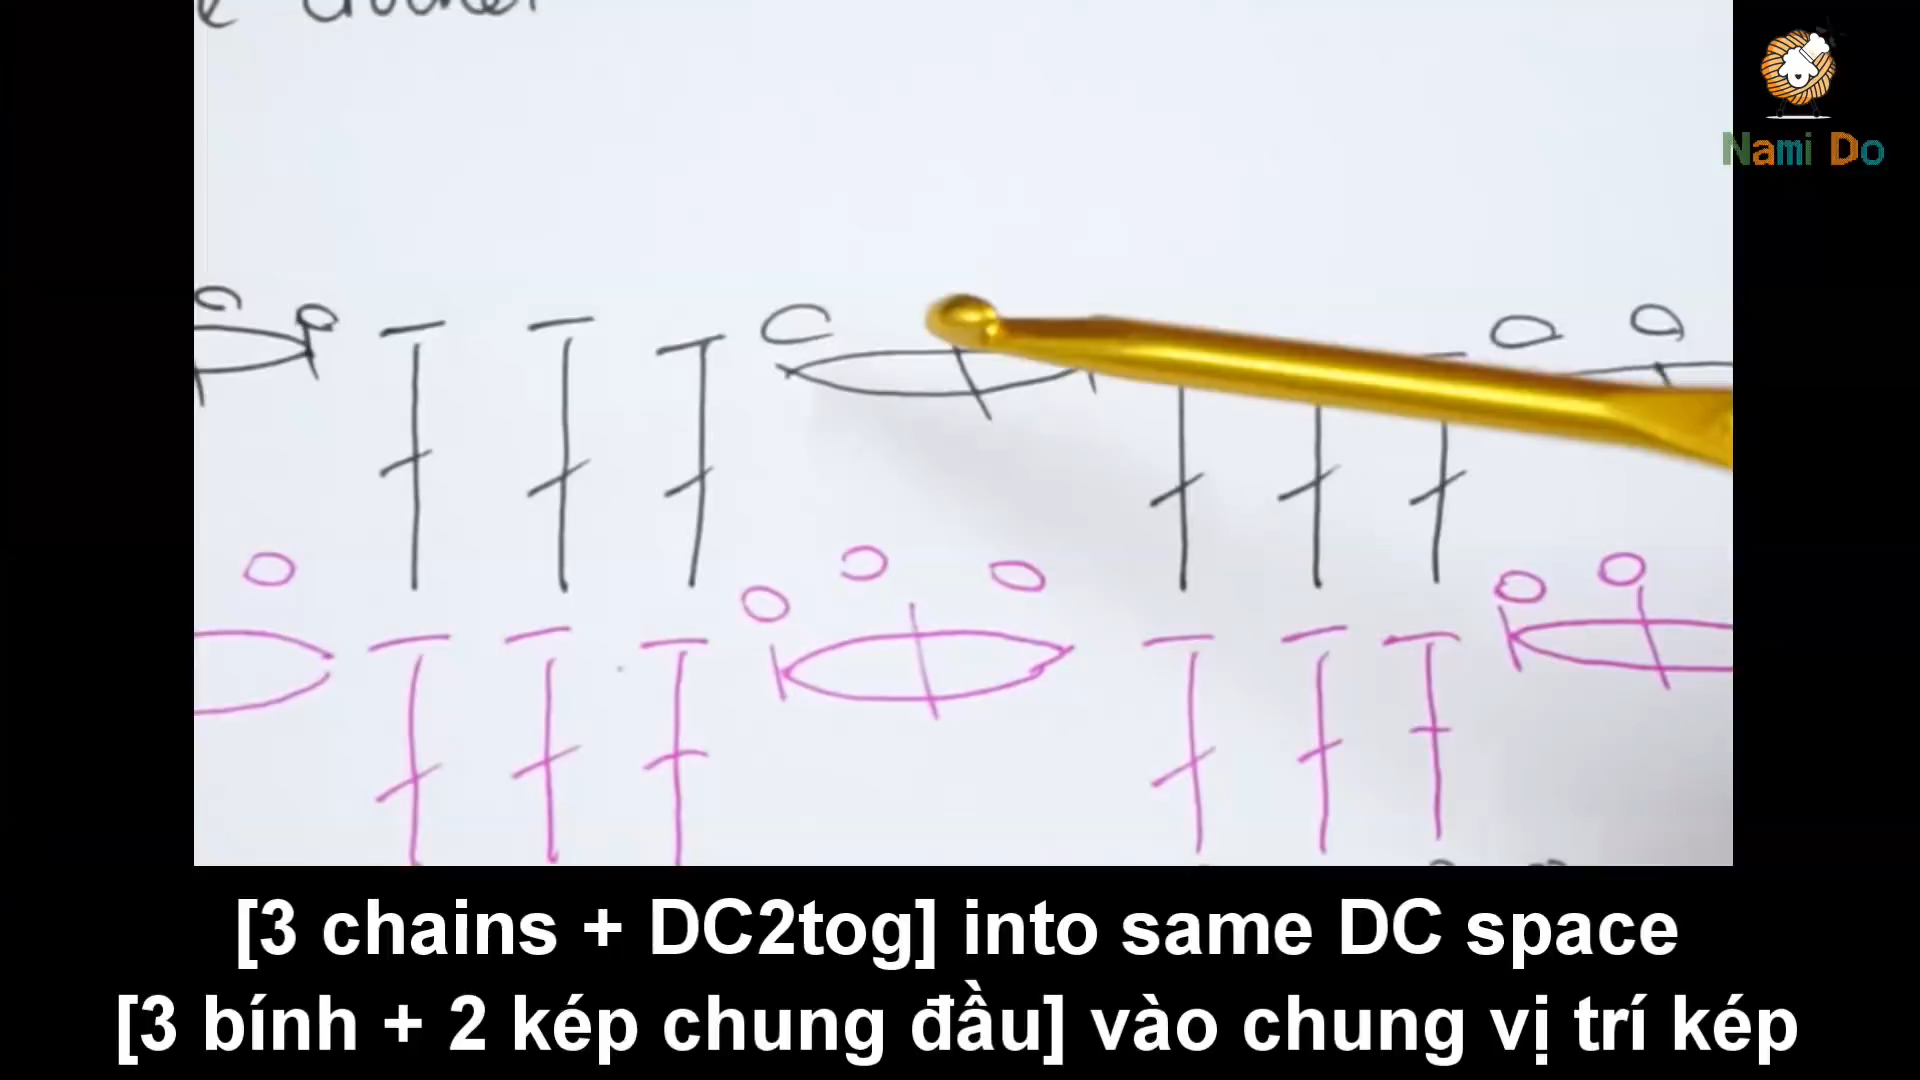 Nami Do
[3 chains + DC2tog] into same DC space
[3 bính + 2 kép chung đầu] vào chung vị trí kép